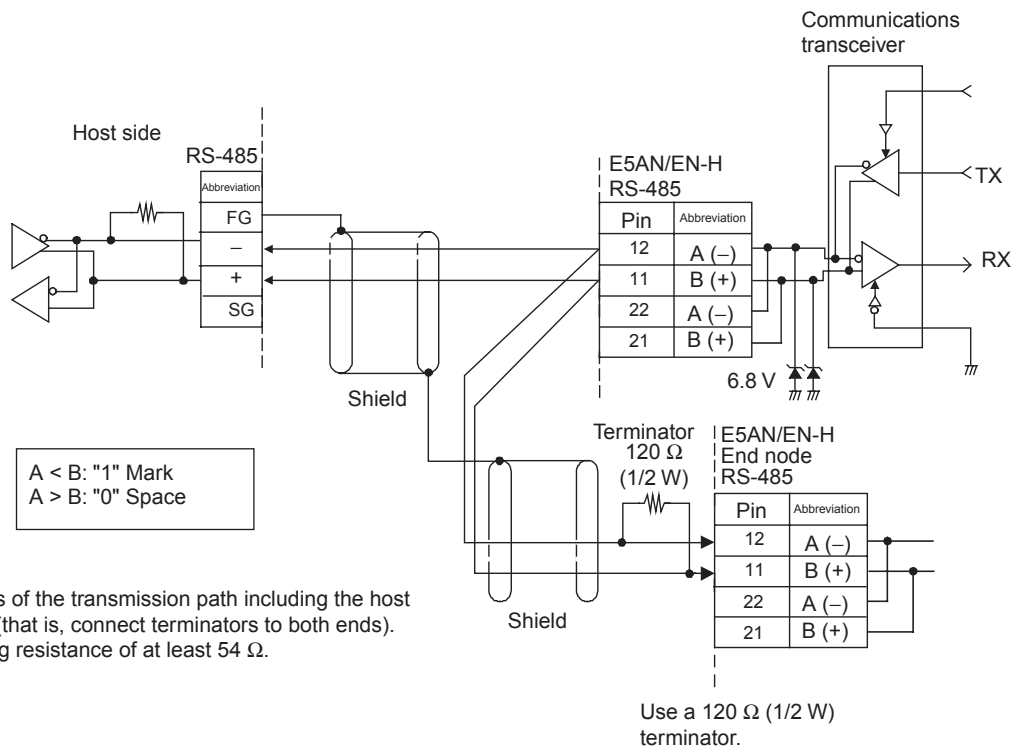 Communications
transceiver
Host side
RS-485
Abbreviation
FG
−
+
SG
Shield
E5AN/EN-H
RS-485
Pin Abbreviation
12 A (−)
11 B (+)
22 A (−)
21 B (+)
TX
RX
6.8 V
A < B: "1" Mark
A > B: "0" Space
Terminator
120 Ω
(1/2 W)
E5AN/EN-H
End node
RS-485
Pin Abbreviation
12 A (−)
11 B (+)
22 A (−)
21 B (+)
Shield
s of the transmission path including the host
(that is, connect terminators to both ends).
g resistance of at least 54 Ω.
Use a 120 Ω (1/2 W)
terminator.